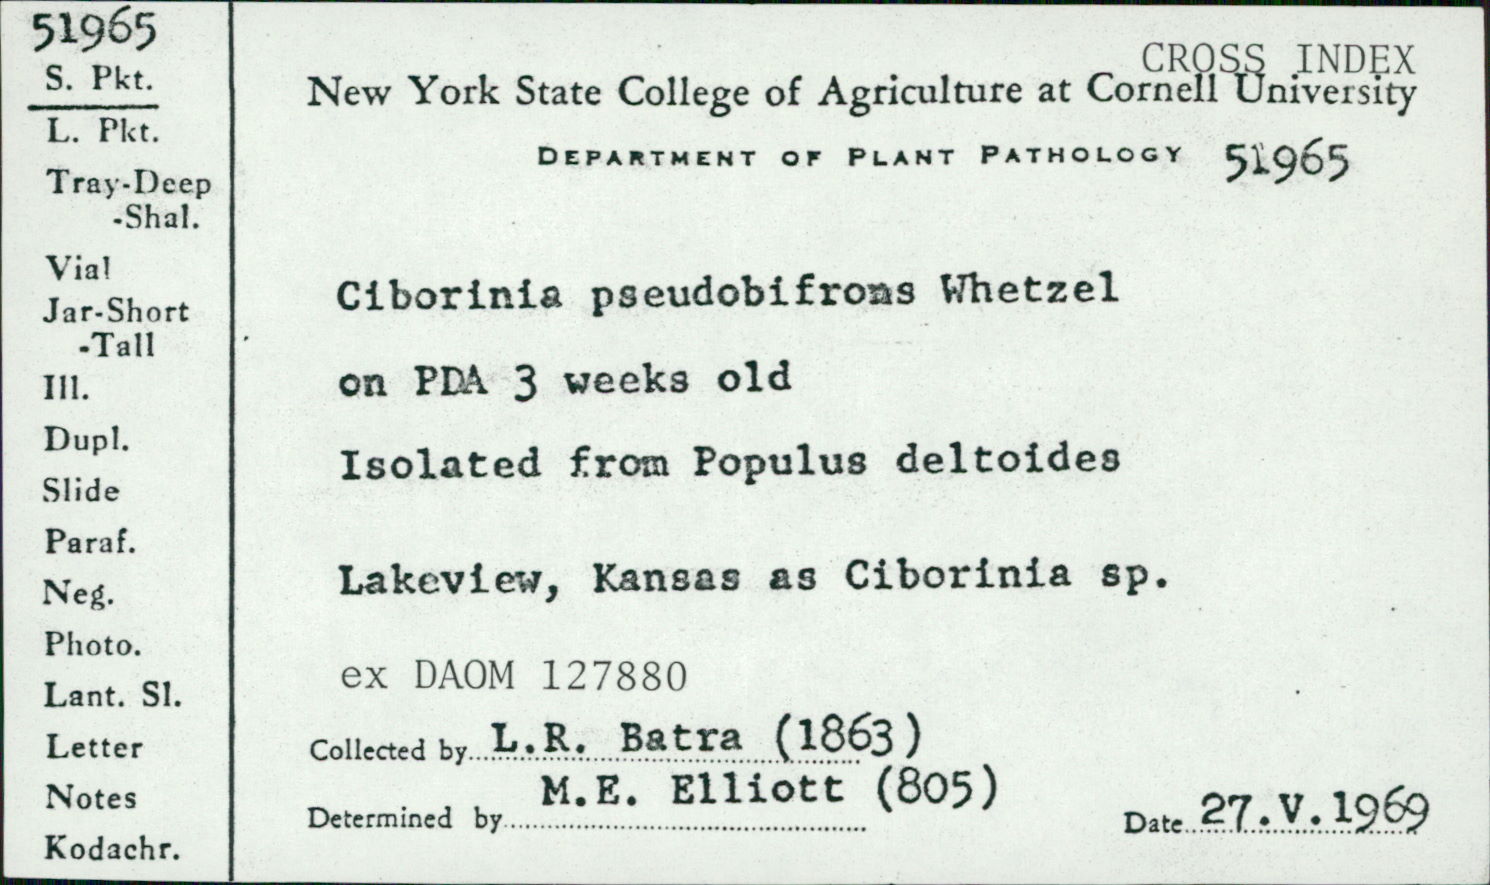 51965
S. Pkt.
L. Pkt.
Tray-Deep
-Shal.
Vial
Jar-Short
-Tall
Ill.
Dupl.
Slide
Paraf.
Neg.
Photo.
Lant. Sl.
Letter
Notes
Kodachr.
CROSS INDEX
New York State College of Agriculture at Cornell University
DEPARTMENT OF PLANT PATHOLOGY 51965
Ciborinia pseudobifrons Whetzel
on PDA 3 weeks old
Isolated from Populus deltoides
Lakeview, Kansas as Ciborinia sp.
ex DAOM 127880
Collected by L.R. Batra (1863)
Determined by M.E. Elliott (805)
Date 27.V.1969